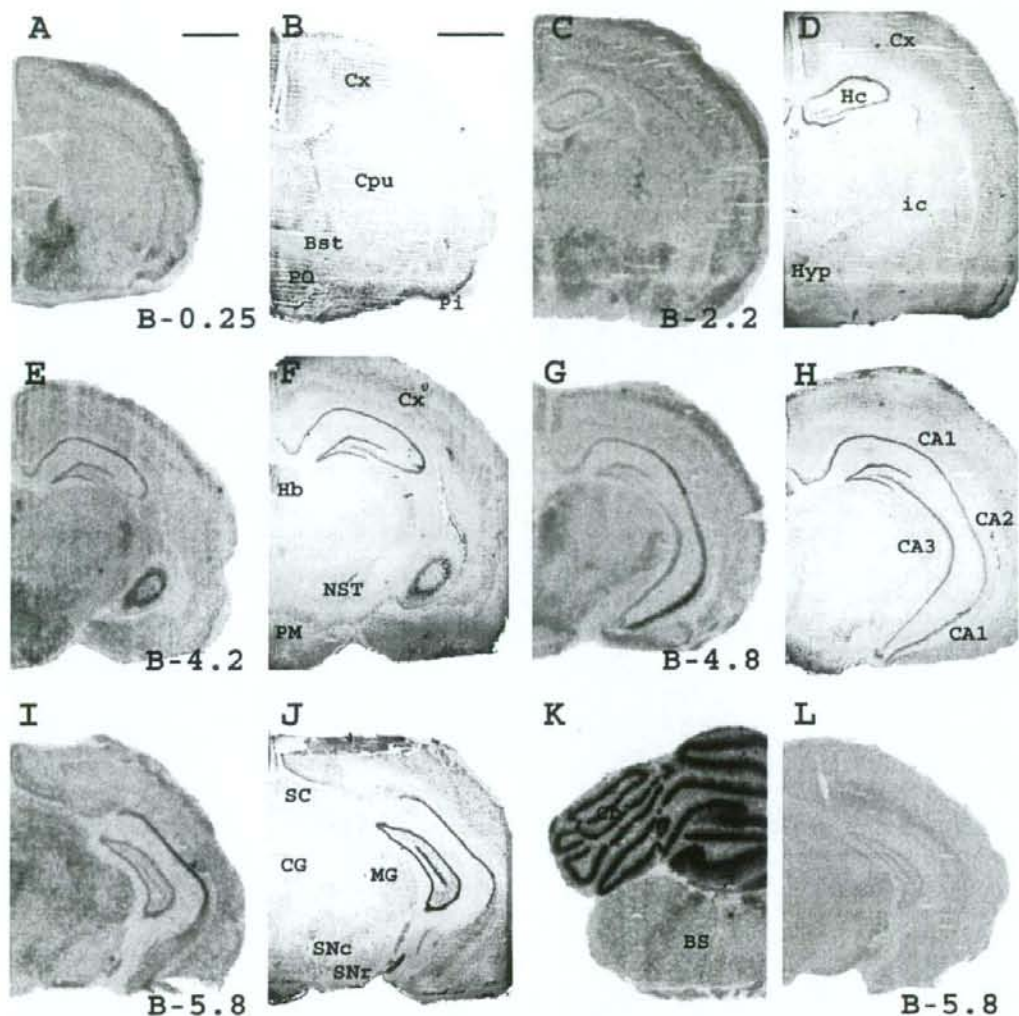 A B C D
Cx Cx
Hc
Cpu
ic
Bst
Hyp
PO
Pi
B-0.25 B-2.2
E F G H
Cx
CA1
Hb
CA2
CA3
NST
PM CA1
B-4.2 B-4.8
I J K L
SC
CG MG
BS
SNc
SNr
B-5.8 B-5.8